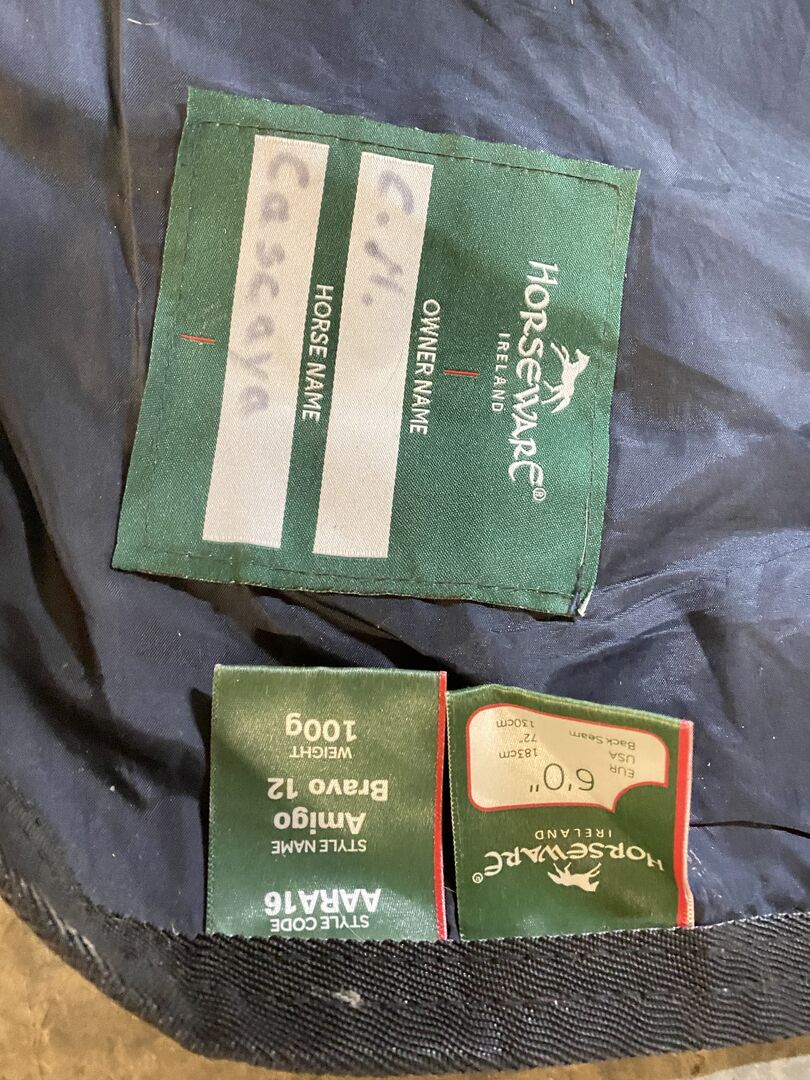 HORSEWARE®
IRELAND
OWNER NAME
C.M.
HORSE NAME
Cascaya
STYLE CODE
AARA16
STYLE NAME
Amigo
Bravo 12
WEIGHT
100g
HORSEWARE®
IRELAND
6'0"
EUR 183cm
USA 72"
Back Seam 130cm